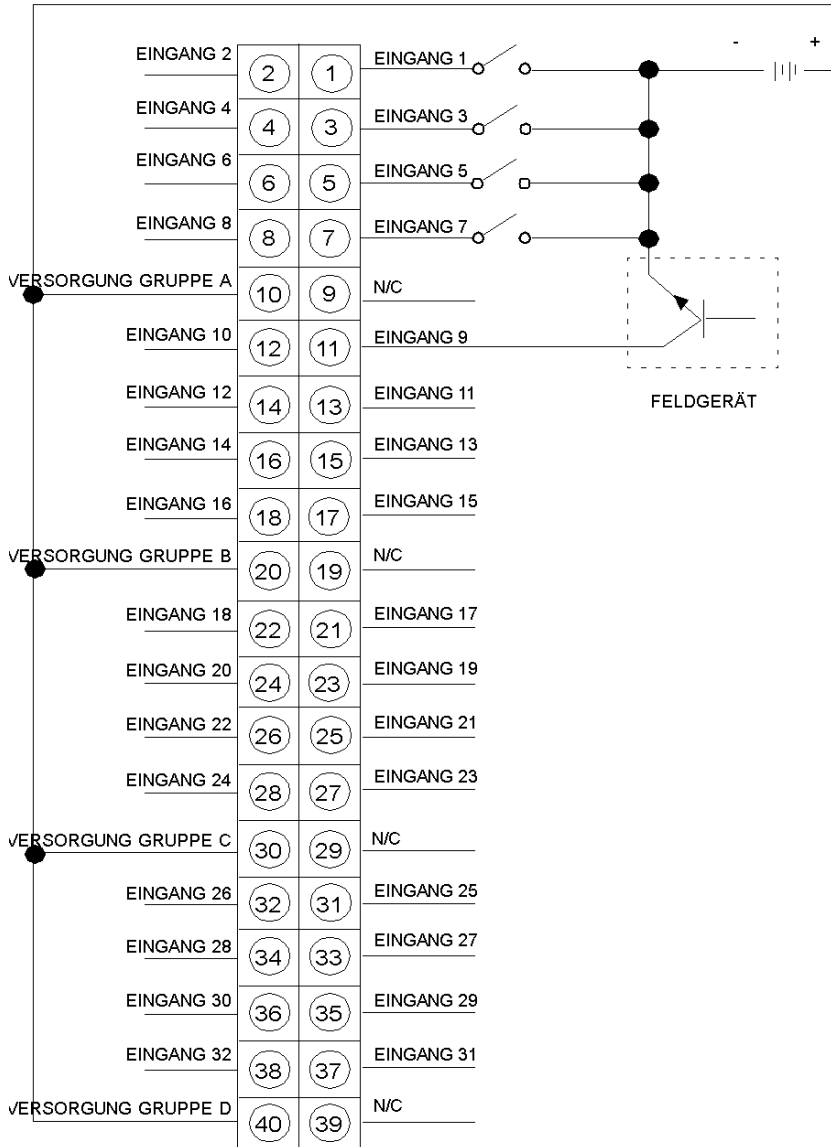 - +
EINGANG 2 2 1 EINGANG 1
EINGANG 4 4 3 EINGANG 3
EINGANG 6 6 5 EINGANG 5
EINGANG 8 8 7 EINGANG 7
VERSORGUNG GRUPPE A 10 9 N/C
EINGANG 10 12 11 EINGANG 9
EINGANG 12 14 13 EINGANG 11
FELDGERÄT
EINGANG 14 16 15 EINGANG 13
EINGANG 16 18 17 EINGANG 15
VERSORGUNG GRUPPE B 20 19 N/C
EINGANG 18 22 21 EINGANG 17
EINGANG 20 24 23 EINGANG 19
EINGANG 22 26 25 EINGANG 21
EINGANG 24 28 27 EINGANG 23
VERSORGUNG GRUPPE C 30 29 N/C
EINGANG 26 32 31 EINGANG 25
EINGANG 28 34 33 EINGANG 27
EINGANG 30 36 35 EINGANG 29
EINGANG 32 38 37 EINGANG 31
VERSORGUNG GRUPPE D 40 39 N/C